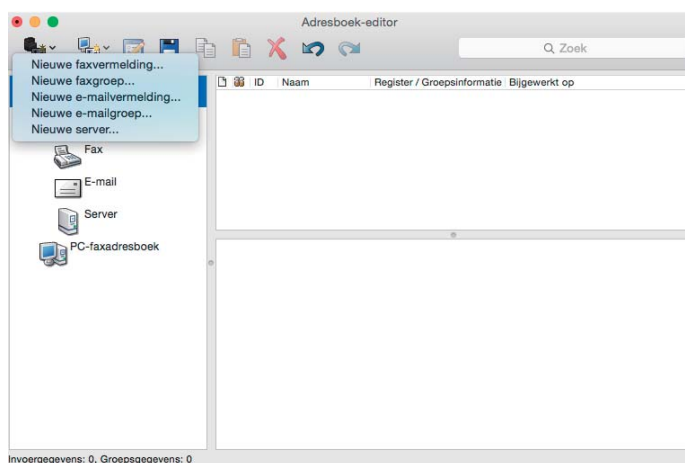 Adresboek-editor
Zoek
Nieuwe faxvermelding...
Nieuwe faxgroep...
Nieuwe e-mailvermelding...
Nieuwe e-mailgroep...
Nieuwe server...
ID Naam Register / Groepsinformatie Bijgewerkt op
Fax
E-mail
Server
PC-faxadresboek
Invoergegevens: 0, Groepsgegevens: 0